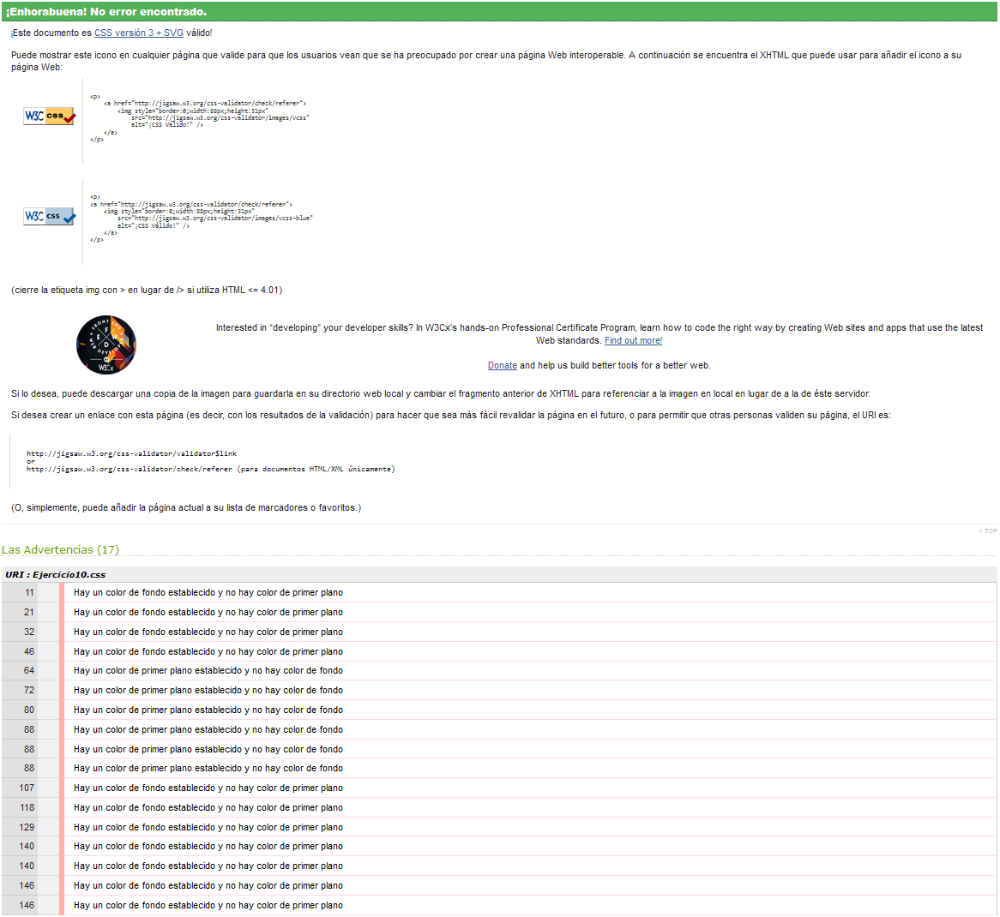 ¡Enhorabuena! No error encontrado.
¡Este documento es CSS versión 3 + SVG válido!
Puede mostrar este icono en cualquier página que valide para que los usuarios vean que se ha preocupado por crear una página Web interoperable. A continuación se encuentra el XHTML que puede usar para añadir el icono a su
página Web:
W3C css
<p>
<a href="http://jigsaw.w3.org/css-validator/check/referer">
<img style="border:0;width:88px;height:31px"
src="http://jigsaw.w3.org/css-validator/images/vcss"
alt="¡CSS Válido!" />
</a>
</p>
W3C css
<p>
<a href="http://jigsaw.w3.org/css-validator/check/referer">
<img style="border:0;width:88px;height:31px"
src="http://jigsaw.w3.org/css-validator/images/vcss-blue"
alt="¡CSS Válido!" />
</a>
</p>
(cierre la etiqueta img con > en lugar de /> si utiliza HTML <= 4.01)
W3Cx
Interested in “developing” your developer skills? In W3Cx's hands-on Professional Certificate Program, learn how to code the right way by creating Web sites and apps that use the latest
Web standards. Find out more!
Donate and help us build better tools for a better web.
Si lo desea, puede descargar una copia de la imagen para guardarla en su directorio web local y cambiar el fragmento anterior de XHTML para referenciar a la imagen en local en lugar de a la de éste servidor.
Si desea crear un enlace con esta página (es decir, con los resultados de la validación) para hacer que sea más fácil revalidar la página en el futuro, o para permitir que otras personas validen su página, el URI es:
http://jigsaw.w3.org/css-validator/validator$link
or
http://jigsaw.w3.org/css-validator/check/referer (para documentos HTML/XML únicamente)
(O, simplemente, puede añadir la página actual a su lista de marcadores o favoritos.)
↑ TOP
Las Advertencias (17)
URI : Ejercicio10.css
11 Hay un color de fondo establecido y no hay color de primer plano
21 Hay un color de fondo establecido y no hay color de primer plano
32 Hay un color de fondo establecido y no hay color de primer plano
46 Hay un color de fondo establecido y no hay color de primer plano
64 Hay un color de primer plano establecido y no hay color de fondo
72 Hay un color de primer plano establecido y no hay color de fondo
80 Hay un color de primer plano establecido y no hay color de fondo
88 Hay un color de primer plano establecido y no hay color de fondo
88 Hay un color de primer plano establecido y no hay color de fondo
88 Hay un color de primer plano establecido y no hay color de fondo
107 Hay un color de fondo establecido y no hay color de primer plano
118 Hay un color de fondo establecido y no hay color de primer plano
129 Hay un color de fondo establecido y no hay color de primer plano
140 Hay un color de fondo establecido y no hay color de primer plano
140 Hay un color de fondo establecido y no hay color de primer plano
146 Hay un color de fondo establecido y no hay color de primer plano
146 Hay un color de fondo establecido y no hay color de primer plano